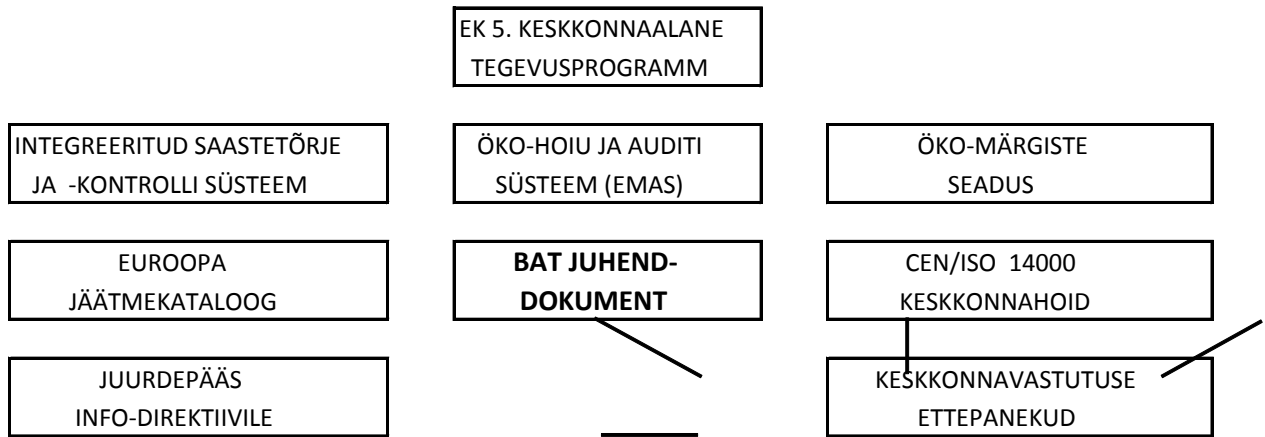 EK 5. KESKKONNAALANE
TEGEVUSPROGRAMM
INTEGREERITUD SAASTETÕRJE
JA -KONTROLLI SÜSTEEM
ÖKO-HOIU JA AUDITI
SÜSTEEM (EMAS)
ÖKO-MÄRGISTE
SEADUS
EUROOPA
JÄÄTMEKATALOOG
BAT JUHEND-
DOKUMENT
CEN/ISO 14000
KESKKONNAHOID
JUURDEPÄÄS
INFO-DIREKTIIVILE
KESKKONNAVASTUTUSE
ETTEPANEKUD